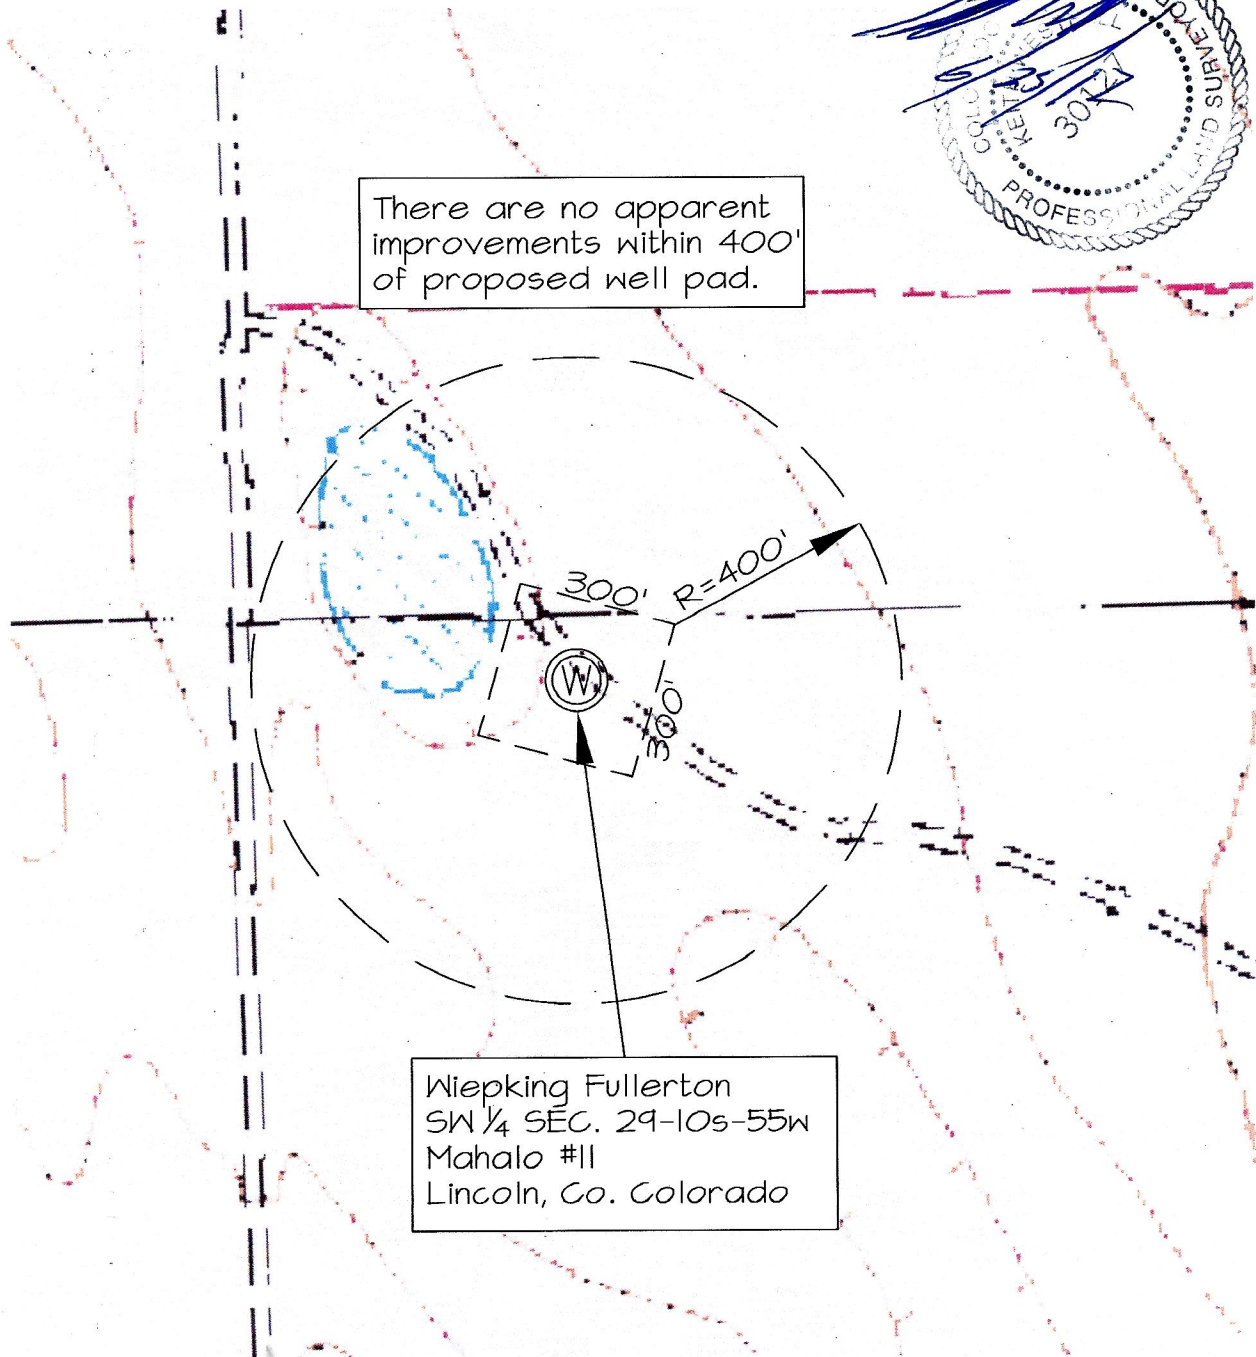 30127
PROFESSIONAL LAND SURVEYOR
There are no apparent
improvements within 400'
of proposed well pad.
300'
R=400'
W
300'
Wiepking Fullerton
SW 1/4 SEC. 29-10s-55w
Mahalo #11
Lincoln, Co. Colorado